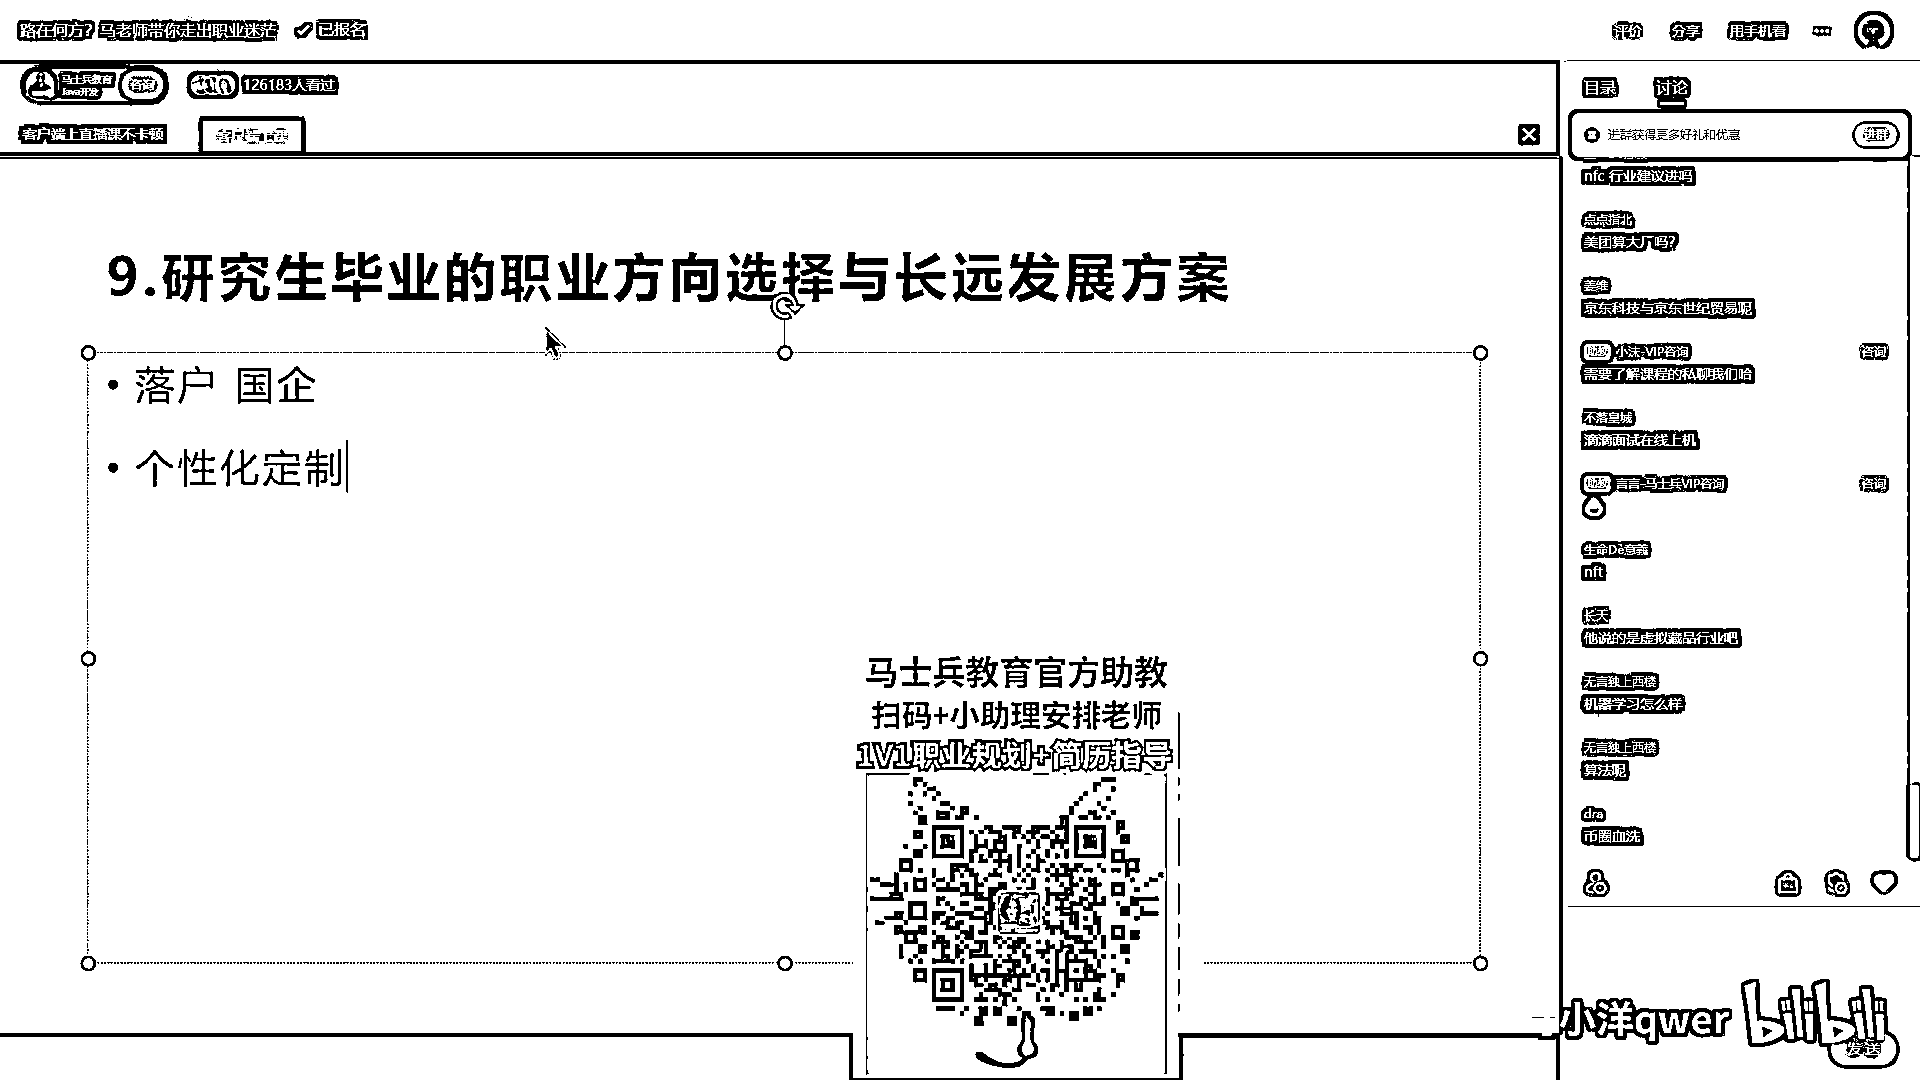 路在何方？马老师带你走出职业迷茫 已报名
评价 分享 用手机看
马士兵教育 咨询 126183人看过
Java开发
客户端上直播课不卡顿
目录 讨论
进群获得更多好礼和优惠 进群
nfc 行业建议进吗
点点指北
美团算大厂吗？
姜维
京东科技与京东世纪贸易呢
小沫-VIP咨询 咨询
需要了解课程的私聊我们哈
不落皇城
滴滴面试在线上机
言言-马士兵VIP咨询 咨询
生命Dè意義
nft
长天
他说的是虚拟藏品行业吧
无言独上西楼
机器学习怎么样
无言独上西楼
算法呢
dra
币圈血洗
9.研究生毕业的职业方向选择与长远发展方案
• 落户 国企
• 个性化定制
马士兵教育官方助教
扫码+小助理安排老师
1V1职业规划+简历指导
小洋qwer bilibili
发送